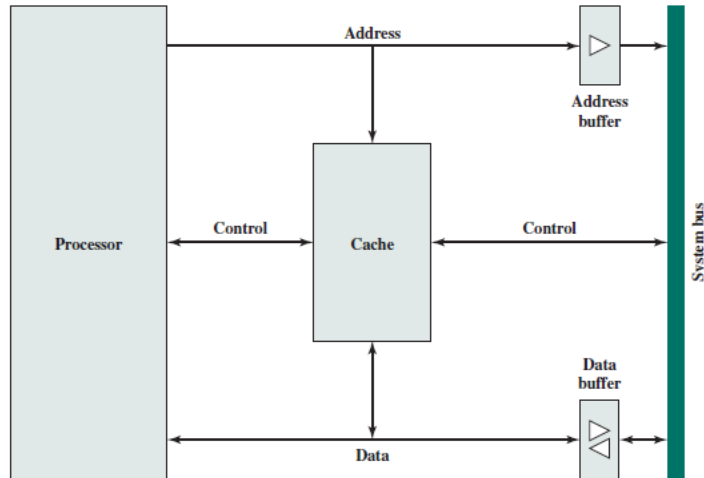 Address
Address
buffer
Processor
Control
Cache
Control
System bus
Data
buffer
Data